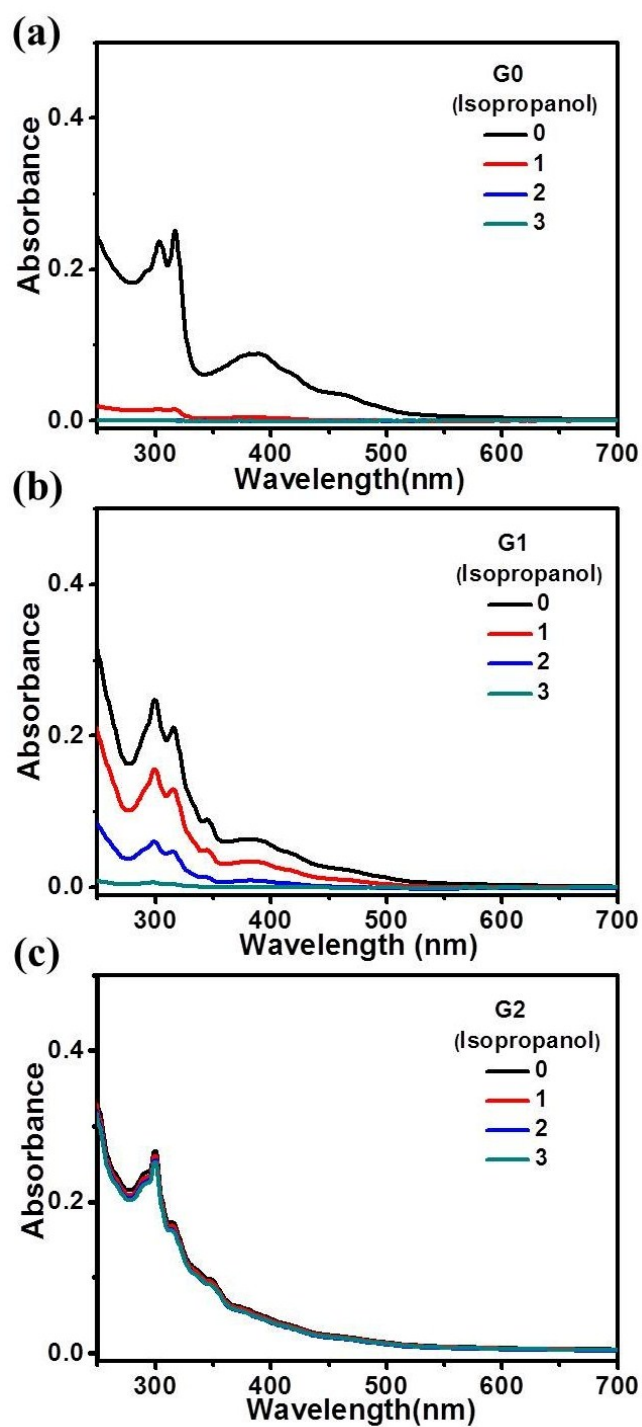 (a)
G0
(Isopropanol)
0
1
2
3
0.4
0.2
0.0
Absorbance
300 400 500 600 700
Wavelength(nm)
(b)
G1
(Isopropanol)
0
1
2
3
0.4
0.2
0.0
Absorbance
300 400 500 600 700
Wavelength (nm)
(c)
G2
(Isopropanol)
0
1
2
3
0.4
0.2
0.0
Absorbance
300 400 500 600 700
Wavelength (nm)